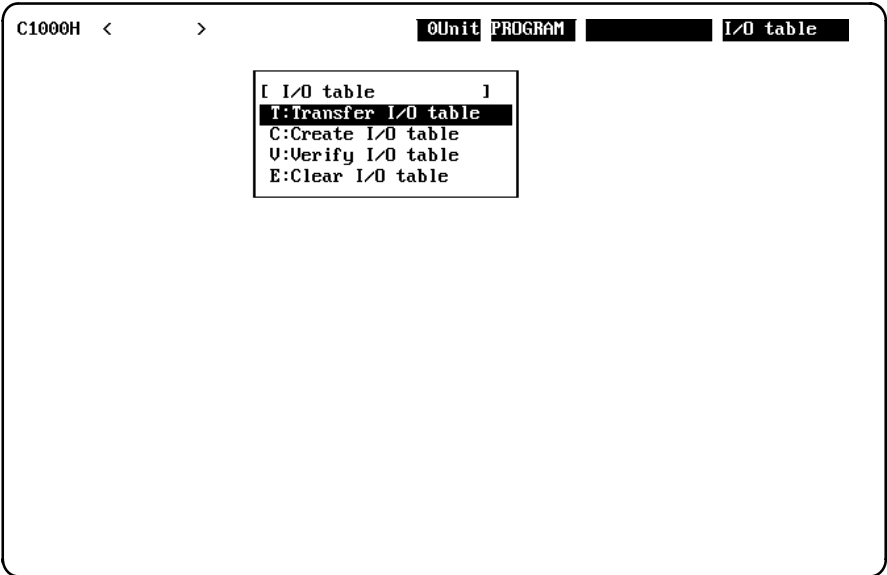 C1000H < > 0Unit PROGRAM I/O table
[ I/O table ]
T:Transfer I/O table
C:Create I/O table
V:Verify I/O table
E:Clear I/O table